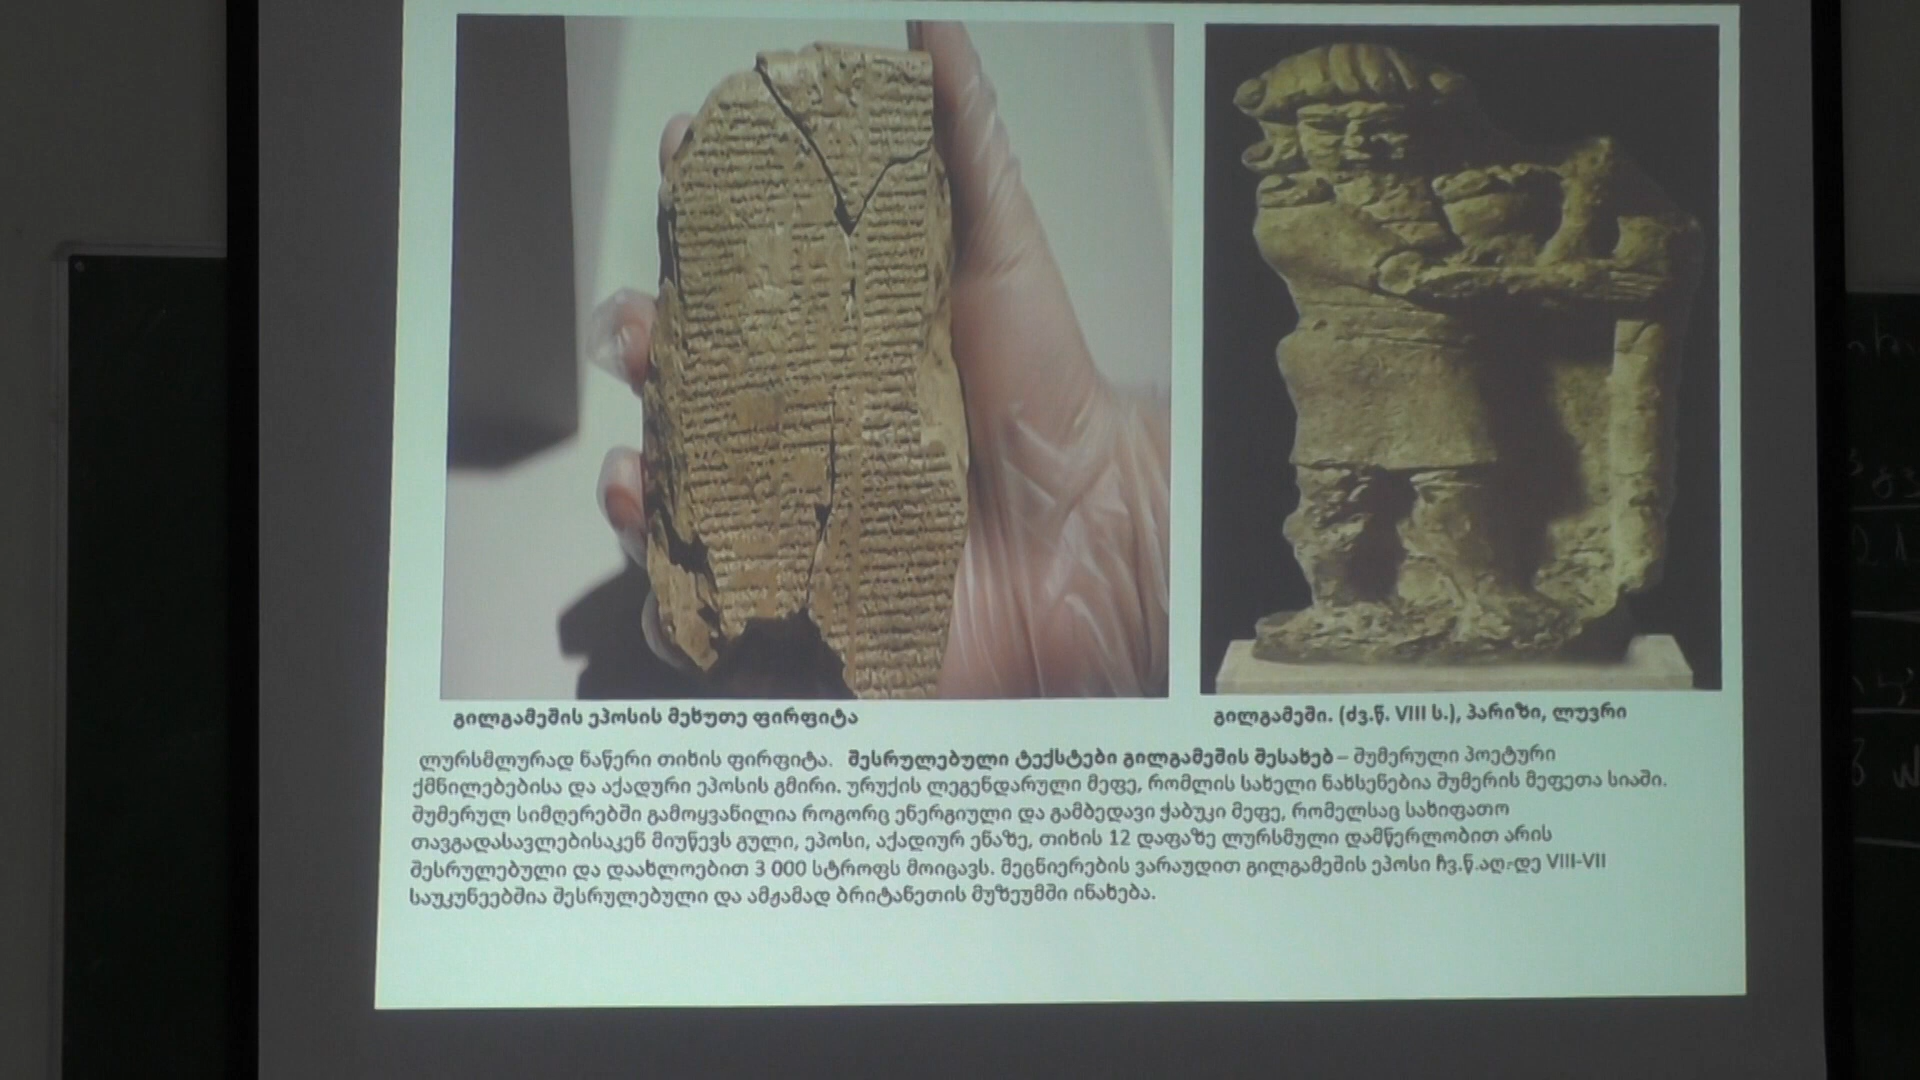 გილგამეშის ეპოსის მეხუთე ფირფიტა
გილგამეში. (ძვ.წ. VIII ს.), პარიზი, ლუვრი
ლურსმლურად ნაწერი თიხის ფირფიტა. შესრულებული ტექსტები გილგამეშის შესახებ – შუმერული პოეტური
ქმნილებებისა და აქადური ეპოსის გმირი. ურუქის ლეგენდარული მეფე, რომლის სახელი ნახსენებია შუმერის მეფეთა სიაში.
შუმერულ სიმღერებში გამოყვანილია როგორც ენერგიული და გამბედავი ჭაბუკი მეფე, რომელსაც სახიფათო
თავგადასავლებისაკენ მიუწევს გული, ეპოსი, აქადიურ ენაზე, თიხის 12 დაფაზე ლურსმული დამწერლობით არის
შესრულებული და დაახლოებით 3 000 სტროფს მოიცავს. მეცნიერების ვარაუდით გილგამეშის ეპოსი ჩვ.წ.აღ-დე VIII-VII
საუკუნეებშია შესრულებული და ამჟამად ბრიტანეთის მუზეუმში ინახება.